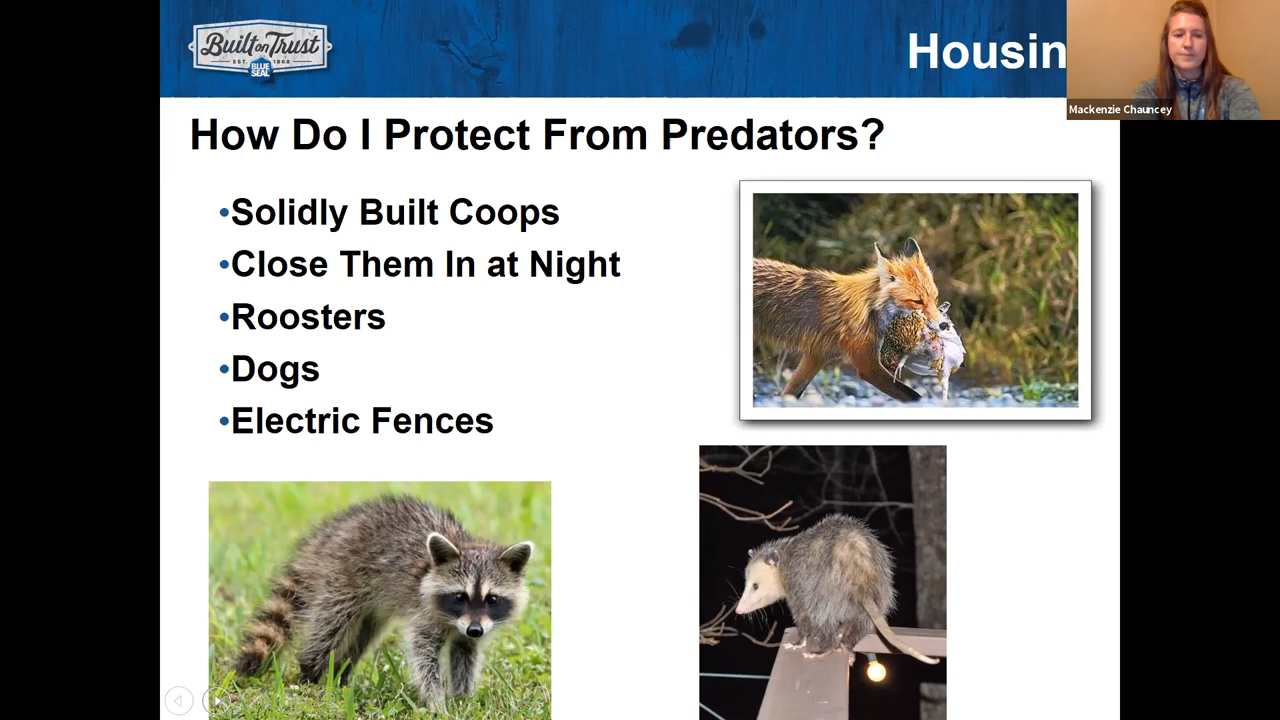 Built on Trust
EST. 1868
BLUE
SEAL
Housin
Mackenzie Chauncey
How Do I Protect From Predators?
•Solidly Built Coops
•Close Them In at Night
•Roosters
•Dogs
•Electric Fences